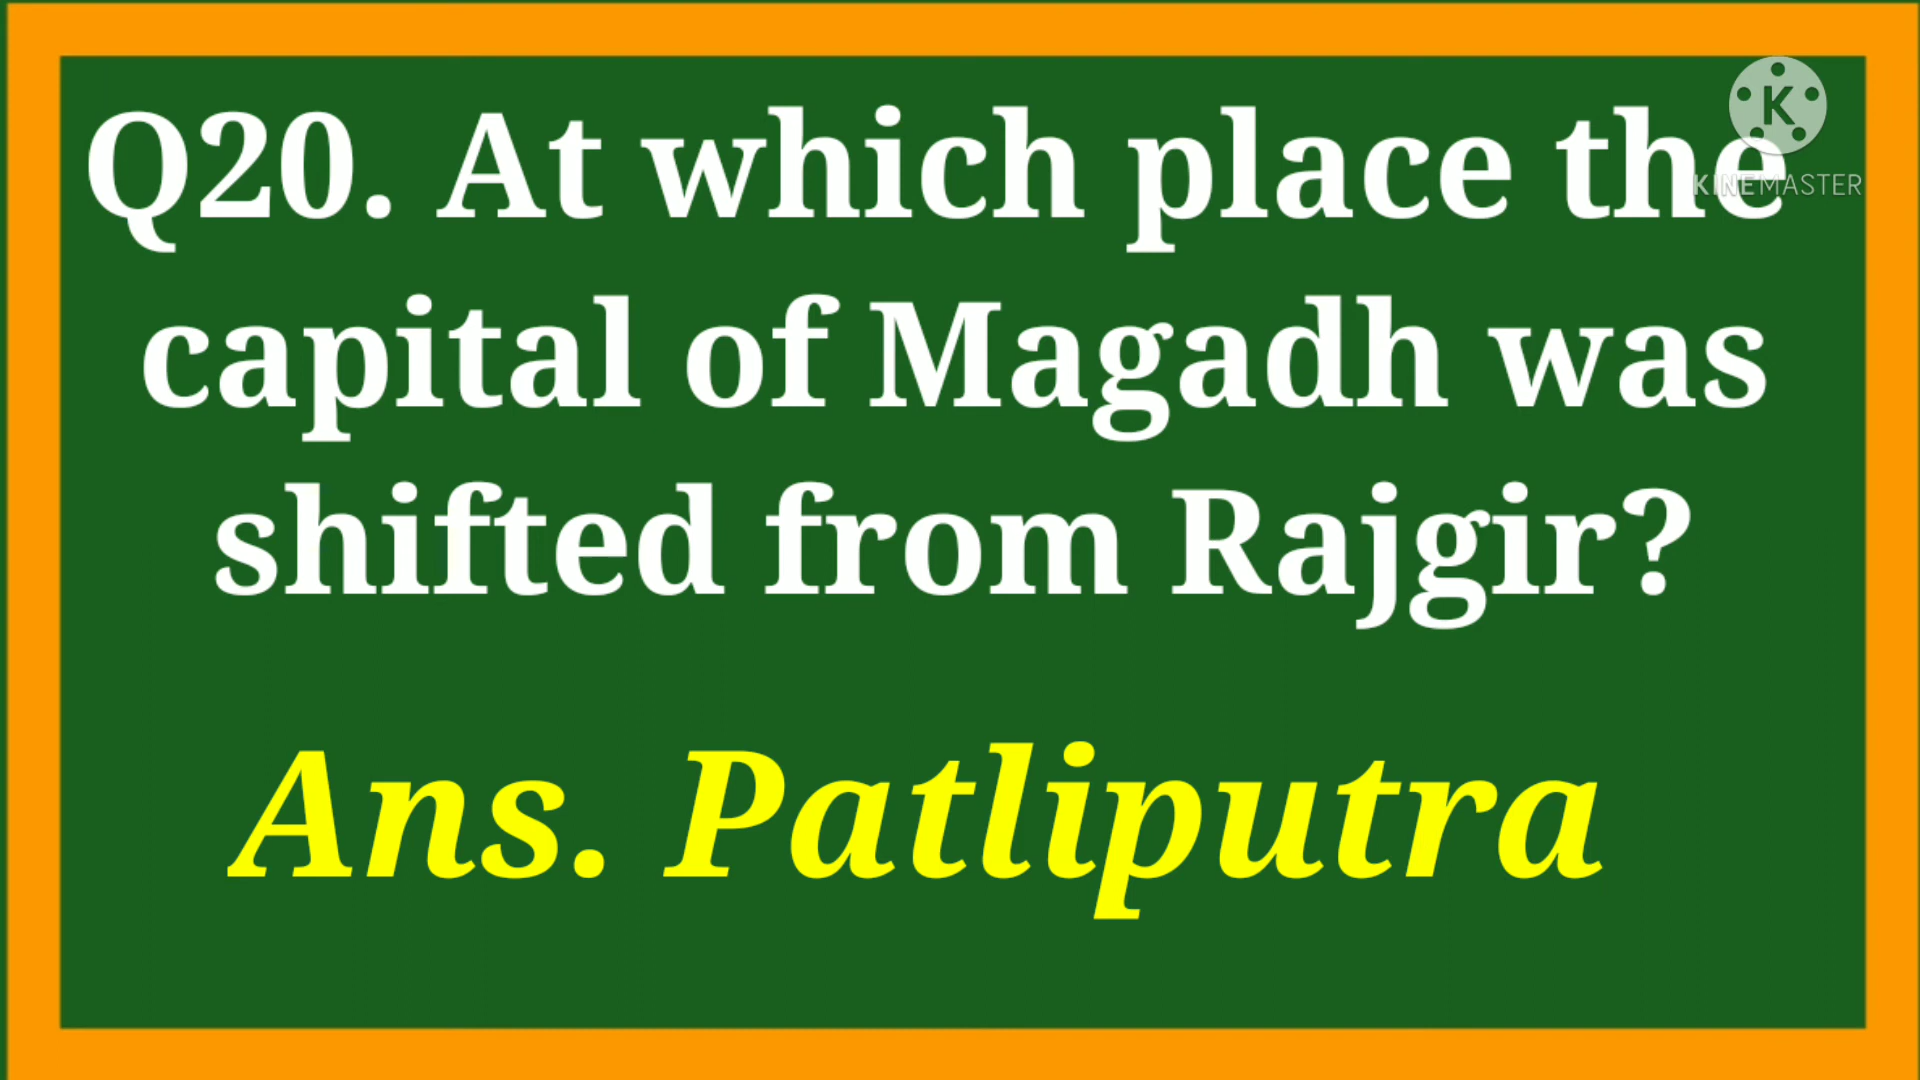 Q20. At which place the
KINEMASTER
capital of Magadh was
shifted from Rajgir?
Ans. Patliputra